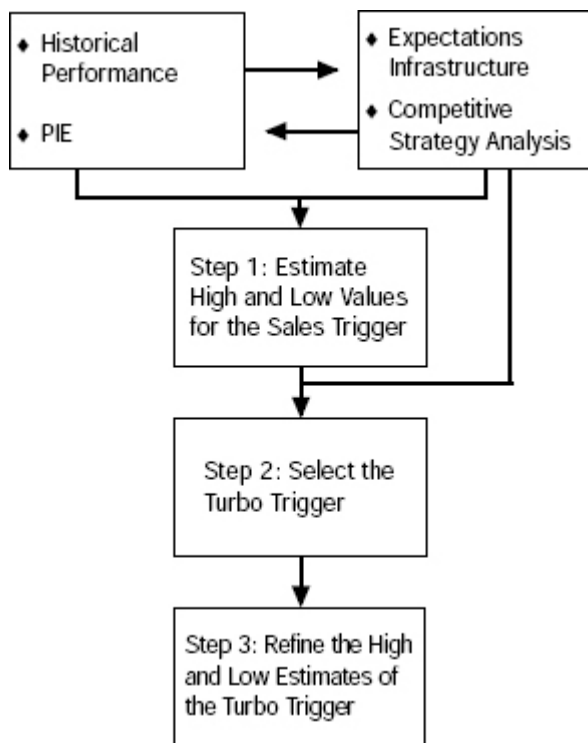 ♦ Historical
Performance
♦ PIE
♦ Expectations
Infrastructure
♦ Competitive
Strategy Analysis
Step 1: Estimate
High and Low Values
for the Sales Trigger
Step 2: Select the
Turbo Trigger
Step 3: Refine the High
and Low Estimates of
the Turbo Trigger